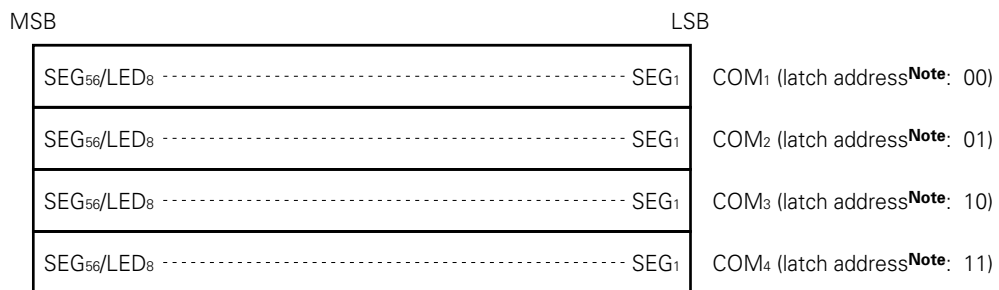 MSB LSB
SEG56/LED8 SEG1 COM1 (latch addressNote: 00)
SEG56/LED8 SEG1 COM2 (latch addressNote: 01)
SEG56/LED8 SEG1 COM3 (latch addressNote: 10)
SEG56/LED8 SEG1 COM4 (latch addressNote: 11)